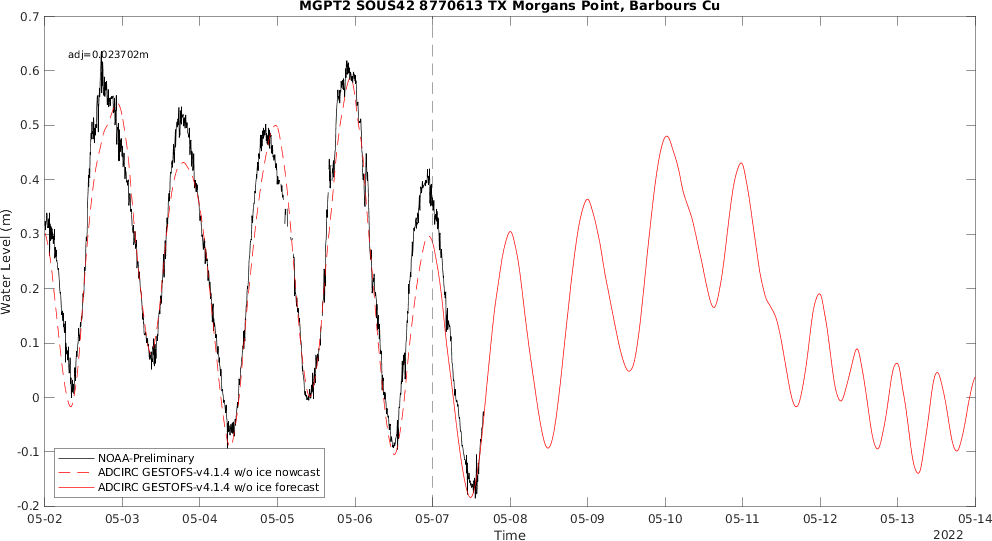 MGPT2 SOUS42 8770613 TX Morgans Point, Barbours Cu
adj=0.023702m
Water Level (m)
0.7
0.6
0.5
0.4
0.3
0.2
0.1
0
-0.1
-0.2
NOAA-Preliminary
ADCIRC GESTOFS-v4.1.4 w/o ice nowcast
ADCIRC GESTOFS-v4.1.4 w/o ice forecast
05-02 05-03 05-04 05-05 05-06 05-07 05-08 05-09 05-10 05-11 05-12 05-13 05-14
Time
2022